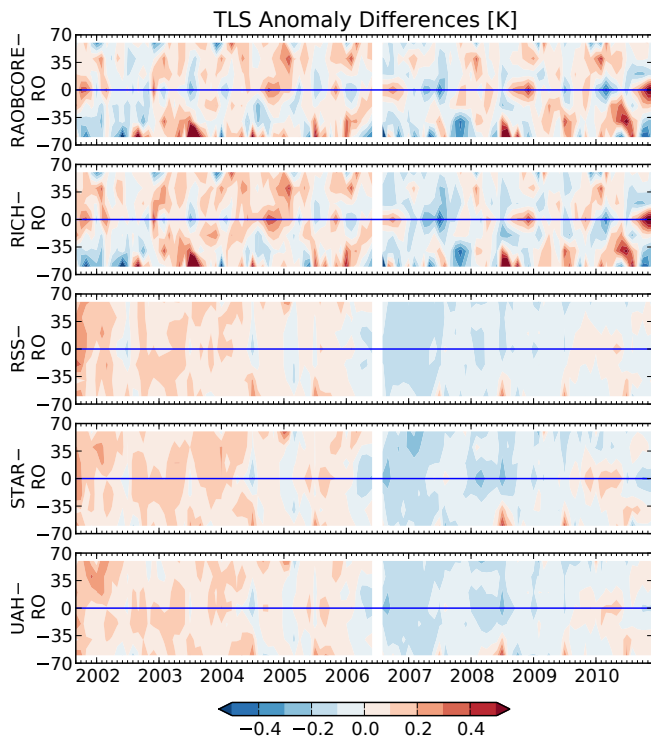 TLS Anomaly Differences [K]
RAOBCORE−
RO
70
35
0
−35
−70
RICH−
RO
70
35
0
−35
−70
RSS−
RO
70
35
0
−35
−70
STAR−
RO
70
35
0
−35
−70
UAH−
RO
70
35
0
−35
−70
2002 2003 2004 2005 2006 2007 2008 2009 2010
−0.4 −0.2 0.0 0.2 0.4